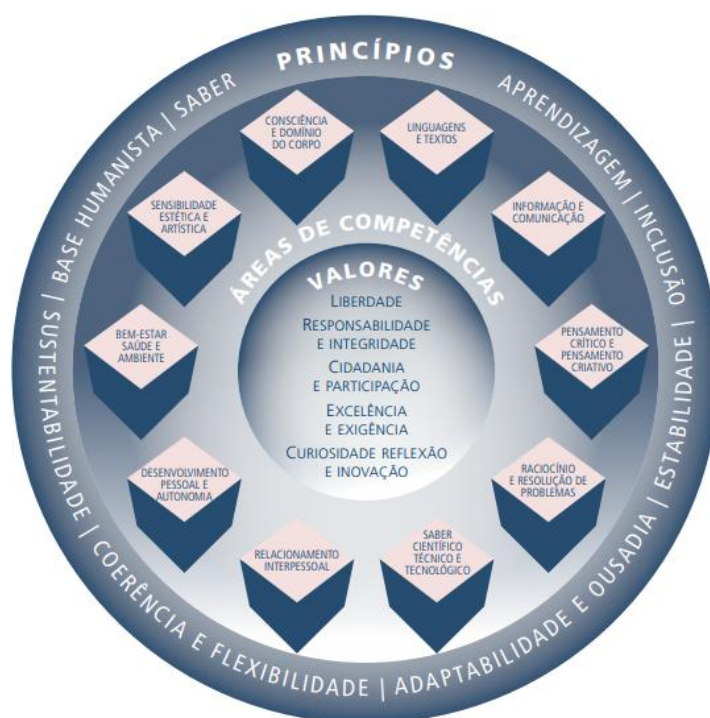 PRINCÍPIOS
BASE HUMANISTA | SABER
APRENDIZAGEM | INCLUSÃO |
ESTABILIDADE |
ADAPTABILIDADE E OUSADIA |
COERÊNCIA E FLEXIBILIDADE |
SUSTENTABILIDADE |
CONSCIÊNCIA
E DOMÍNIO
DO CORPO
LINGUAGENS
E TEXTOS
INFORMAÇÃO E
COMUNICAÇÃO
PENSAMENTO
CRÍTICO E
PENSAMENTO
CRIATIVO
RACIOCÍNIO
E RESOLUÇÃO DE
PROBLEMAS
SABER
CIENTÍFICO
TÉCNICO E
TECNOLÓGICO
RELACIONAMENTO
INTERPESSOAL
DESENVOLVIMENTO
PESSOAL E
AUTONOMIA
BEM-ESTAR
SAÚDE E
AMBIENTE
SENSIBILIDADE
ESTÉTICA E
ARTÍSTICA
ÁREAS DE COMPETÊNCIAS
VALORES
LIBERDADE
RESPONSABILIDADE
E INTEGRIDADE
CIDADANIA
E PARTICIPAÇÃO
EXCELÊNCIA
E EXIGÊNCIA
CURIOSIDADE REFLEXÃO
E INOVAÇÃO